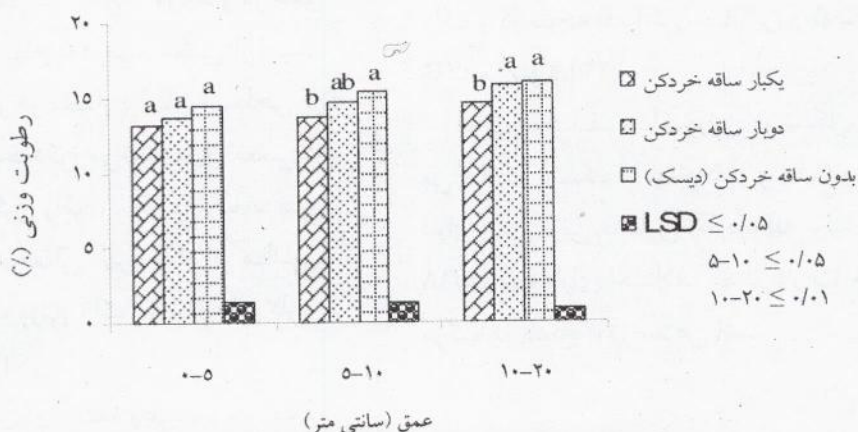 ۲۰
۱۵
۱۰
۵
۰
رطوبت وزنی (٪)
a a a
b ab a
b a a
۰-۵
۵-۱۰
۱۰-۲۰
عمق (سانتی متر)
یکبار ساقه خردکن
دوبار ساقه خردکن
بدون ساقه خردکن (دیسک)
LSD ≤ ۰/۰۵
۵-۱۰ ≤ ۰/۰۵
۱۰-۲۰ ≤ ۰/۰۱